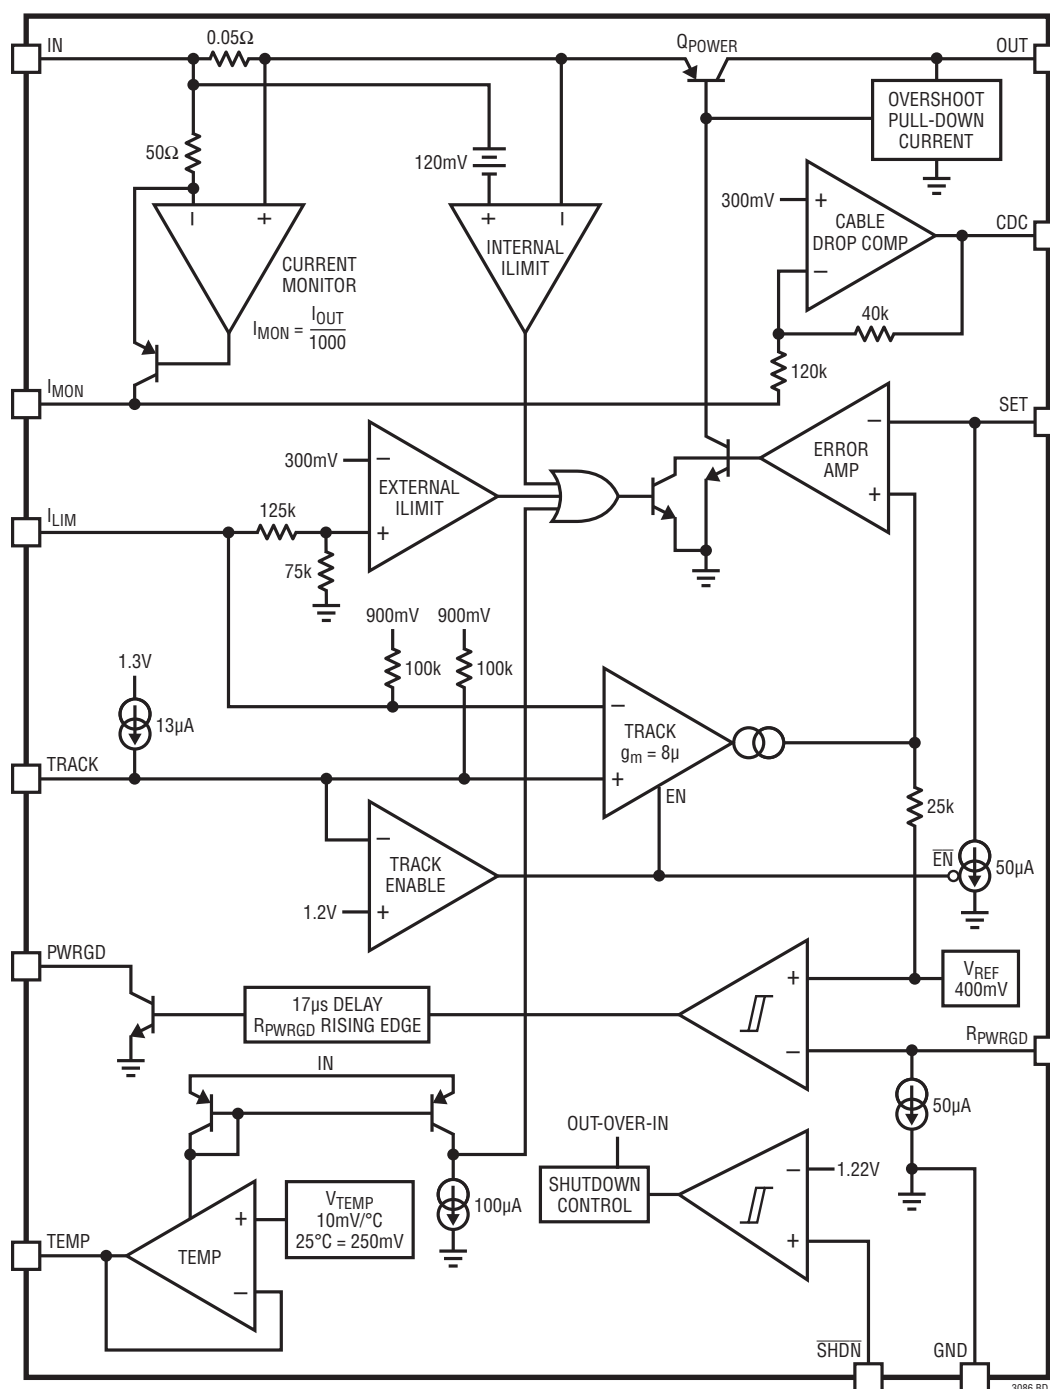 IN
0.05Ω
QPOWER
OUT
OVERSHOOT
PULL-DOWN
CURRENT
50Ω
120mV
300mV
+
CABLE
DROP COMP
–
CDC
–
+
+
–
INTERNAL
ILIMIT
CURRENT
MONITOR
IMON = IOUT
1000
40k
120k
IMON
SET
300mV
–
EXTERNAL
ILIMIT
+
–
ERROR
AMP
+
ILIM
125k
75k
900mV
900mV
100k
100k
1.3V
13µA
–
TRACK
gm = 8µ
+
EN
TRACK
25k
–
TRACK
ENABLE
1.2V
+
EN
50µA
PWRGD
17µs DELAY
RPWRGD RISING EDGE
+
–
VREF
400mV
RPWRGD
50µA
IN
OUT-OVER-IN
SHUTDOWN
CONTROL
–
1.22V
+
100µA
VTEMP
10mV/°C
25°C = 250mV
+
TEMP
–
TEMP
SHDN
GND
3086 BD